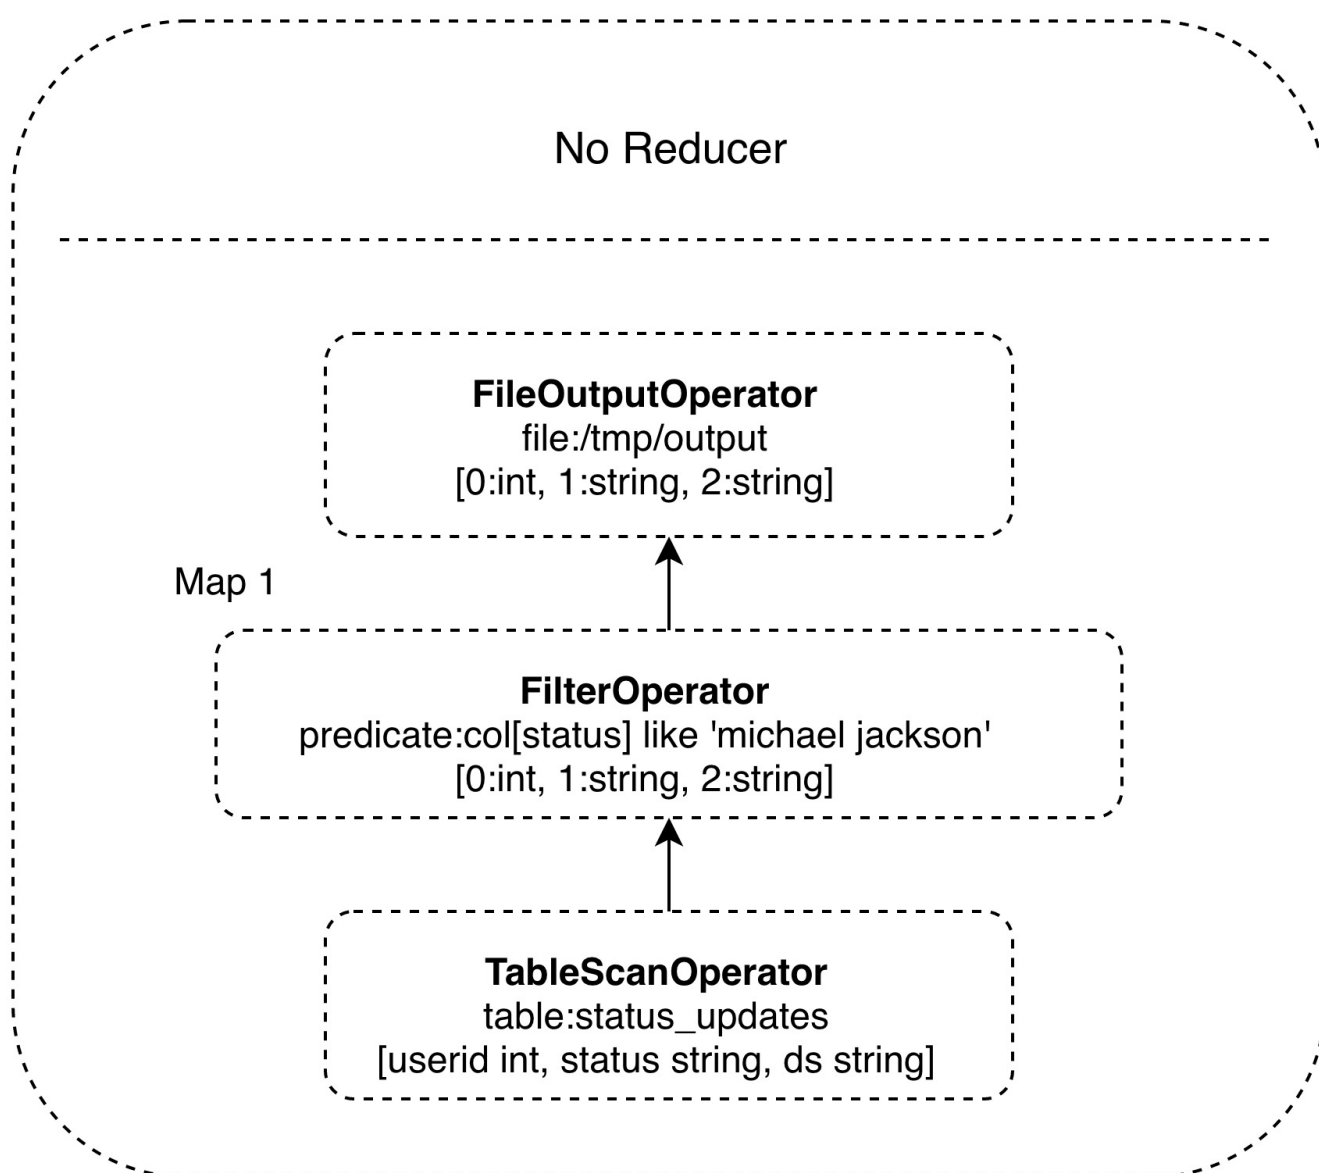 No Reducer
FileOutputOperator
file:/tmp/output
[0:int, 1:string, 2:string]
Map 1
FilterOperator
predicate:col[status] like 'michael jackson'
[0:int, 1:string, 2:string]
TableScanOperator
table:status_updates
[userid int, status string, ds string]